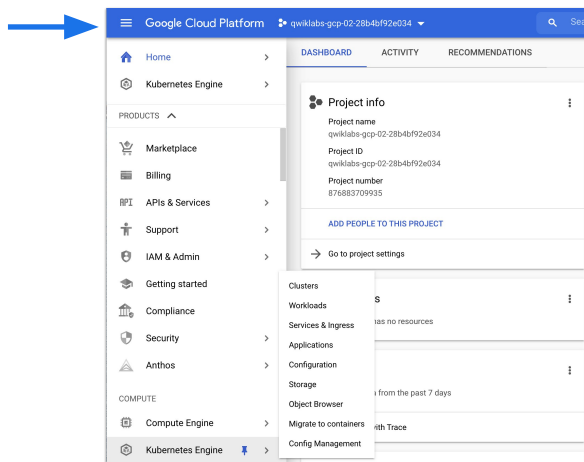 Google Cloud Platform
qwiklabs-gcp-02-28b4bf92e034
Home
Kubernetes Engine
PRODUCTS
Marketplace
Billing
API APIs & Services
Support
IAM & Admin
Getting started
Compliance
Security
Anthos
COMPUTE
Compute Engine
Kubernetes Engine
DASHBOARD ACTIVITY RECOMMENDATIONS
Project info
Project name
qwiklabs-gcp-02-28b4bf92e034
Project ID
qwiklabs-gcp-02-28b4bf92e034
Project number
876883709935
ADD PEOPLE TO THIS PROJECT
Go to project settings
Clusters
Workloads
Services & Ingress
Applications
Configuration
Storage
Object Browser
Migrate to containers
Config Management
has no resources
from the past 7 days
with Trace